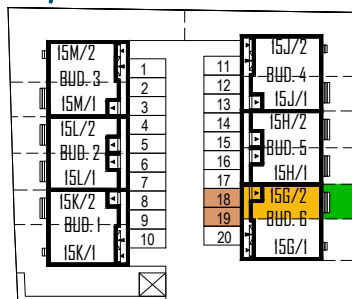 15M/2
BUD. 3
15M/1
15L/2
BUD. 2
15L/1
15K/2
BUD. 1
15K/1
1
2
3
4
5
6
7
8
9
10
11
12
13
14
15
16
17
18
19
20
15J/2
BUD. 4
15J/1
15H/2
BUD. 5
15H/1
15G/2
BUD. 6
15G/1